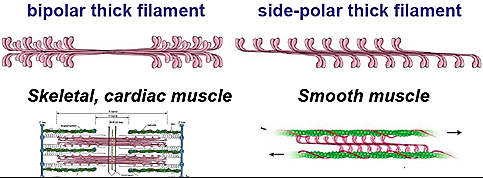 bipolar thick filament
side-polar thick filament
Skeletal, cardiac muscle
Smooth muscle